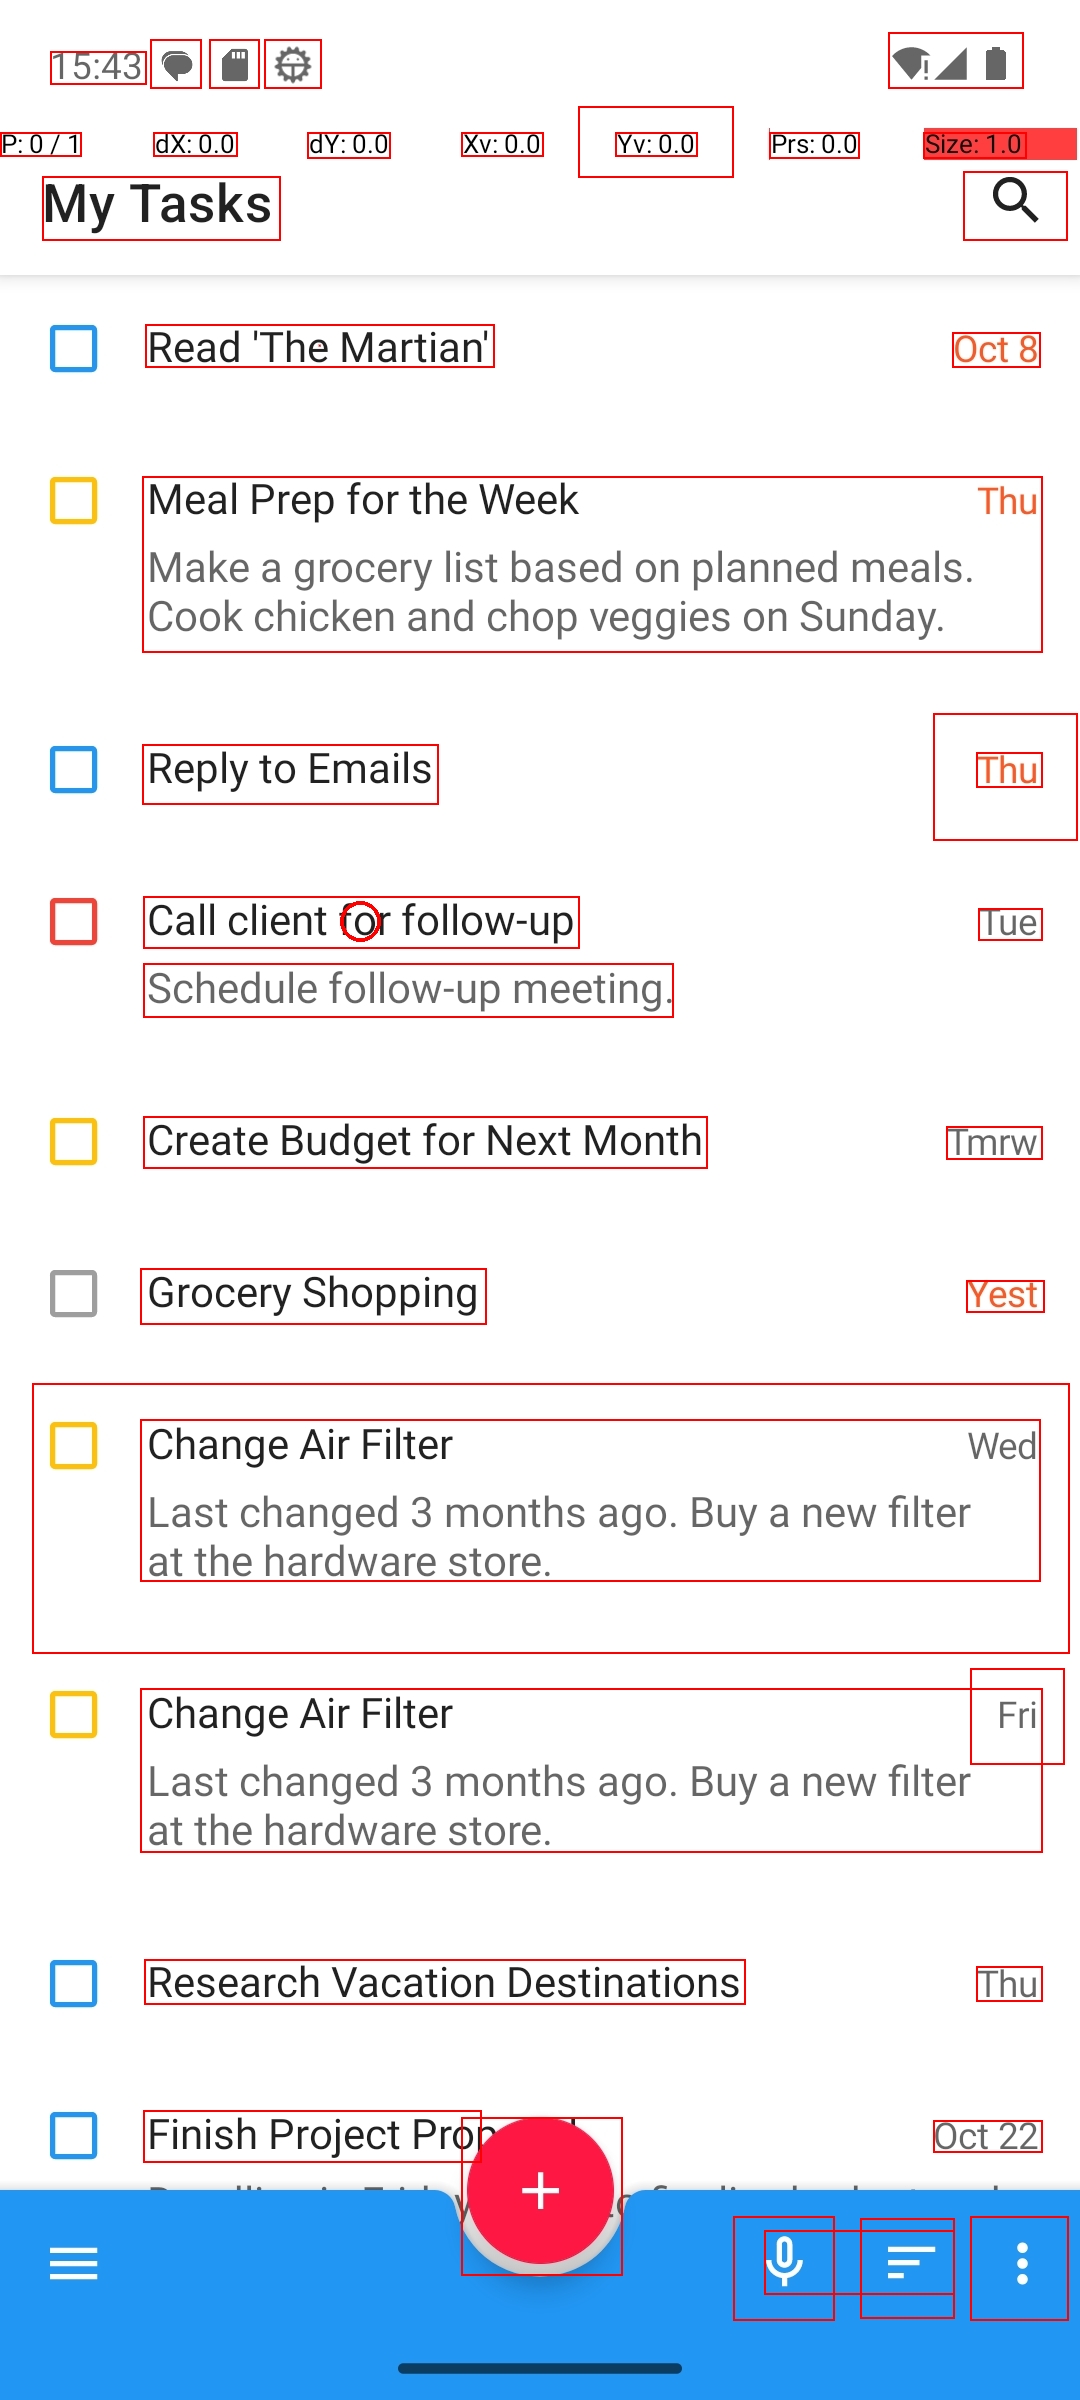 15:43
P: 0 / 1 dX: 0.0 dY: 0.0 Xv: 0.0 Yv: 0.0 Prs: 0.0 Size: 1.0
My Tasks
Read 'The Martian' Oct 8
Meal Prep for the Week Thu
Make a grocery list based on planned meals.
Cook chicken and chop veggies on Sunday.
Reply to Emails Thu
Call client for follow-up Tue
Schedule follow-up meeting.
Create Budget for Next Month Tmrw
Grocery Shopping Yest
Change Air Filter Wed
Last changed 3 months ago. Buy a new filter
at the hardware store.
Change Air Filter Fri
Last changed 3 months ago. Buy a new filter
at the hardware store.
Research Vacation Destinations Thu
Finish Project Oct 22